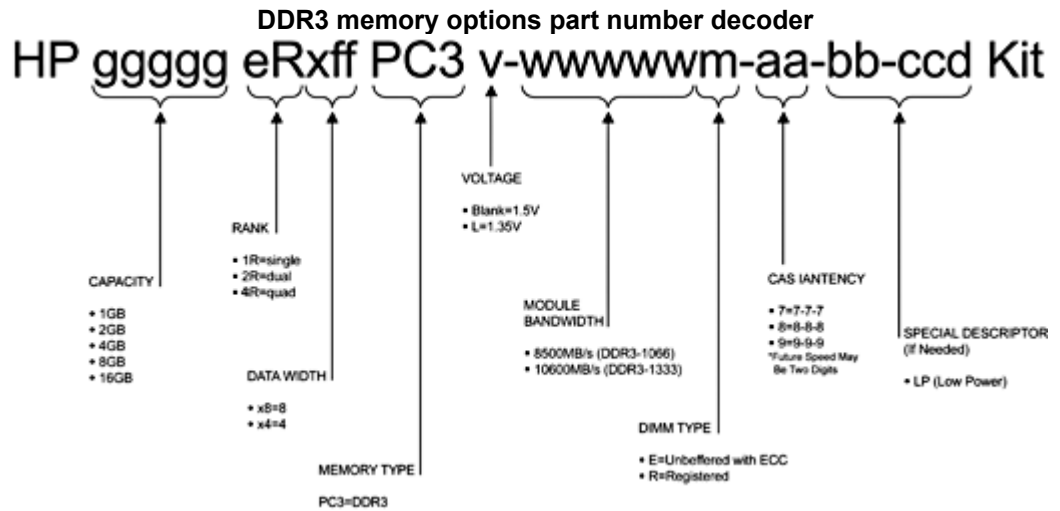 DDR3 memory options part number decoder
HP ggggg eRxff PC3 v-wwwwwm-aa-bb-ccd Kit
VOLTAGE
• Blank=1.5V
• L=1.35V
RANK
• 1R=single
• 2R=dual
• 4R=quad
CAPACITY
• 1GB
• 2GB
• 4GB
• 8GB
• 16GB
DATA WIDTH
• x8=8
• x4=4
MEMORY TYPE
PC3=DDR3
MODULE
BANDWIDTH
• 8500MB/s (DDR3-1066)
• 10600MB/s (DDR3-1333)
DIMM TYPE
• E=Unbeffered with ECC
• R=Registered
CAS IANTENCY
• 7=7-7-7
• 8=8-8-8
• 9=9-9-9
*Future Speed May
Be Two Digits
SPECIAL DESCRIPTOR
(If Needed)
• LP (Low Power)